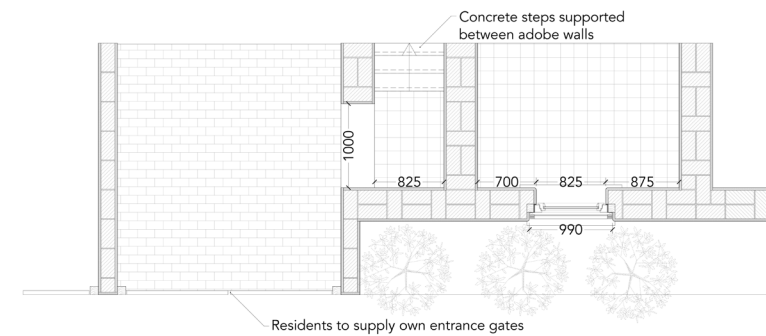 Concrete steps supported
between adobe walls
1000
825
700
825
875
990
Residents to supply own entrance gates